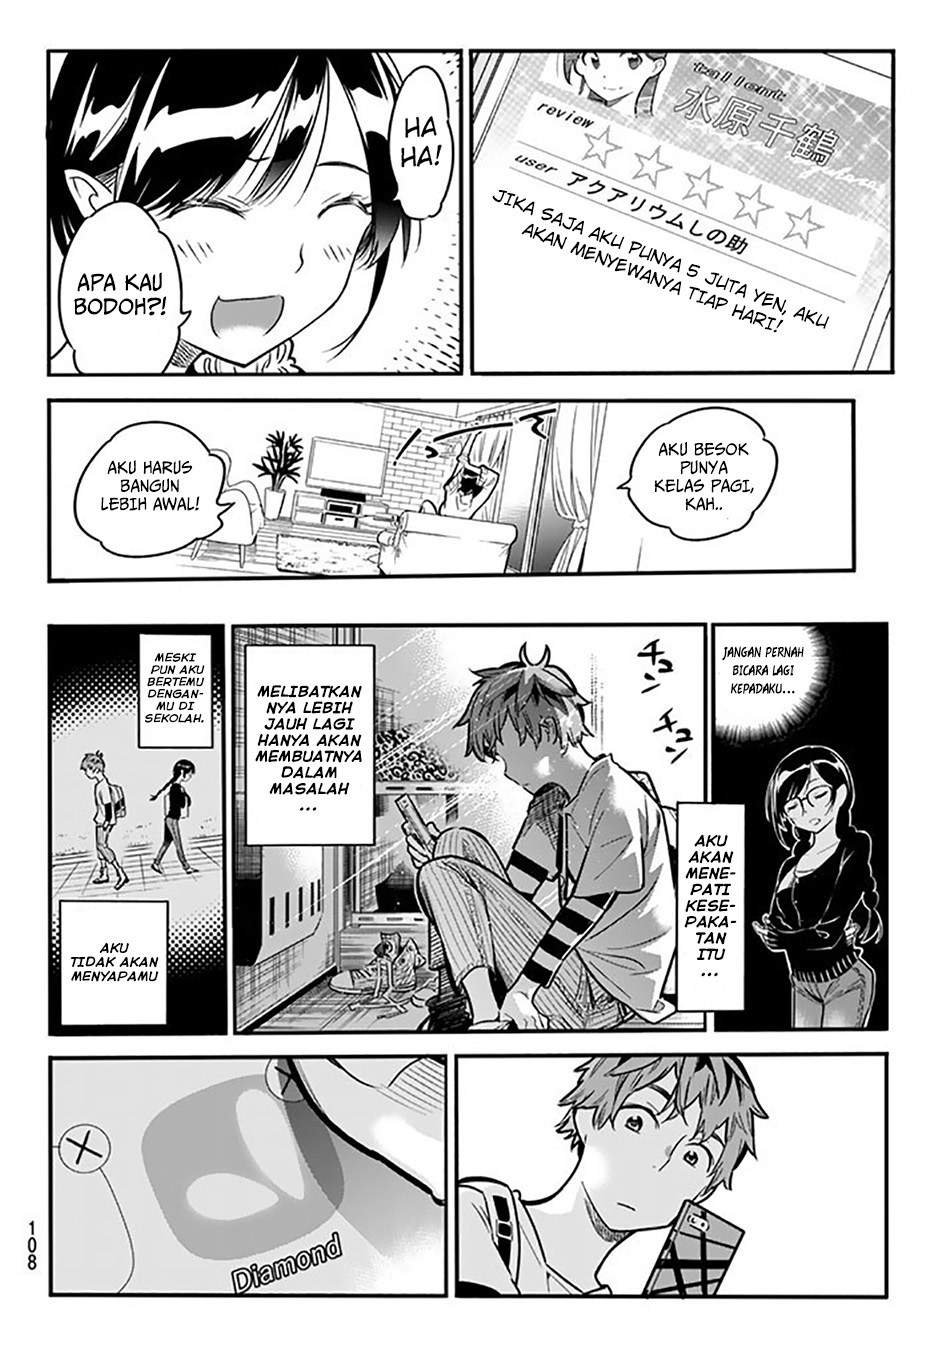 tallent
水原千鶴
review
☆☆☆☆☆
user アクアリウムしの助
JIKA SAJA AKU PUNYA 5 JUTA YEN, AKU
AKAN MENYEWANYA TIAP HARI!
HA
HA!
APA KAU
BODOH?!
AKU BESOK
PUNYA
KELAS PAGI,
KAH..
AKU HARUS
BANGUN
LEBIH AWAL!
JANGAN PERNAH
BICARA LAGI
KEPADAKU...
AKU
AKAN
MENE-
PATI
KESE-
PAKA-
TAN
ITU
...
チュン
チュン
MELIBATKAN
NYA LEBIH
JAUH LAGI
HANYA AKAN
MEMBUATNYA
DALAM
MASALAH
...
MESKI
PUN AKU
BERTEMU
DENGAN-
MU DI
SEKOLAH.
AKU
TIDAK AKAN
MENYAPAMU
Diamond
108